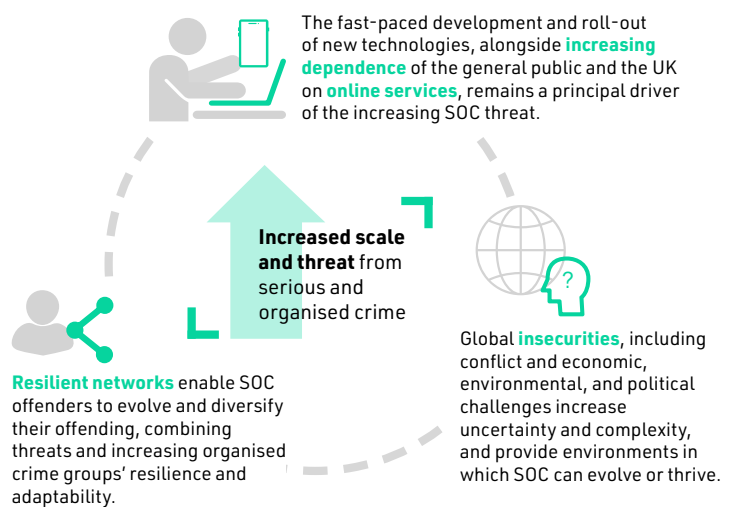 The fast-paced development and roll-out
of new technologies, alongside increasing
dependence of the general public and the UK
on online services, remains a principal driver
of the increasing SOC threat.
Increased scale
and threat from
serious and
organised crime
?
Global insecurities, including
conflict and economic,
environmental, and political
challenges increase
uncertainty and complexity,
and provide environments in
which SOC can evolve or thrive.
Resilient networks enable SOC
offenders to evolve and diversify
their offending, combining
threats and increasing organised
crime groups' resilience and
adaptability.